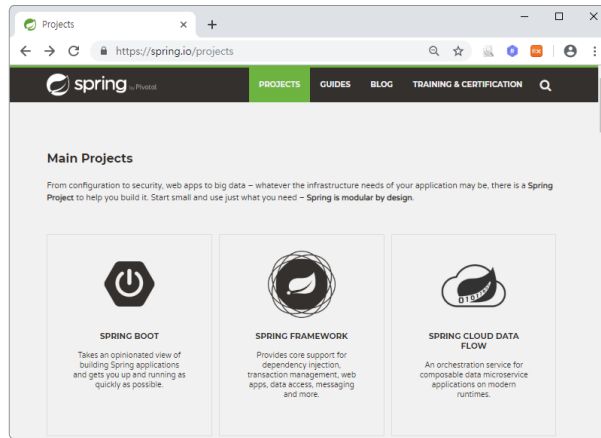 Projects
https://spring.io/projects
spring by Pivotal
PROJECTS GUIDES BLOG TRAINING & CERTIFICATION
Main Projects
From configuration to security, web apps to big data – whatever the infrastructure needs of your application may be, there is a Spring
Project to help you build it. Start small and use just what you need – Spring is modular by design.
SPRING BOOT
Takes an opinionated view of
building Spring applications
and gets you up and running as
quickly as possible.
SPRING FRAMEWORK
Provides core support for
dependency injection,
transaction management, web
apps, data access, messaging
and more.
SPRING CLOUD DATA
FLOW
An orchestration service for
composable data microservice
applications on modern
runtimes.